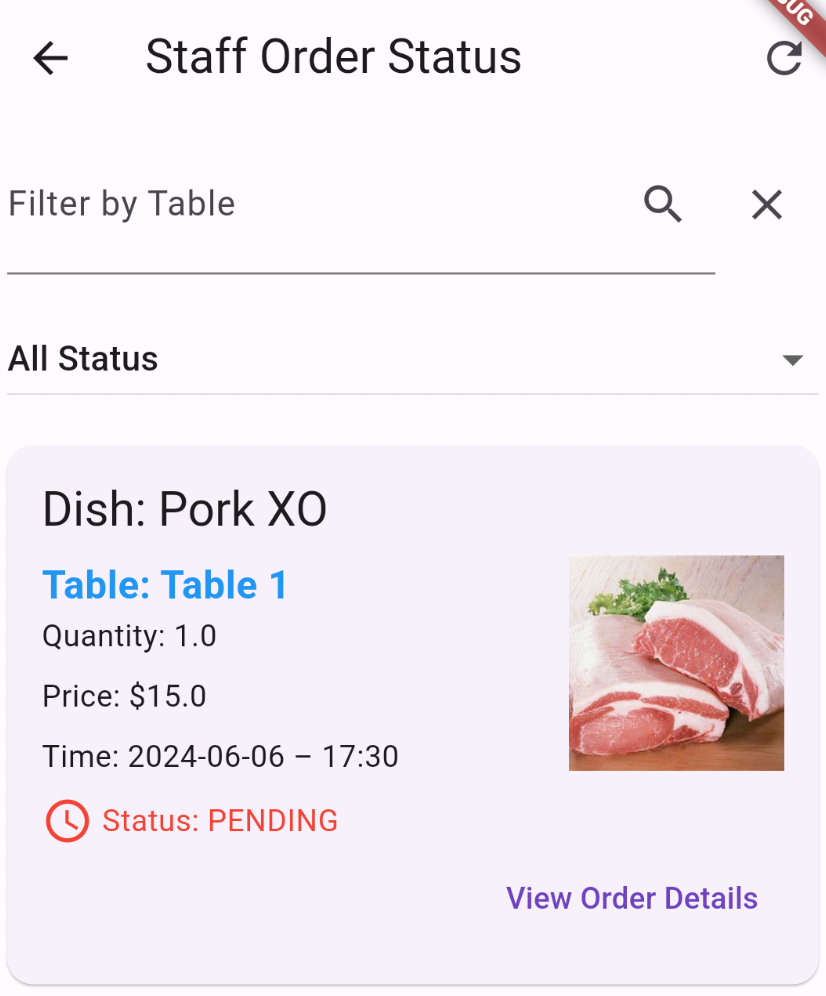 Staff Order Status
Filter by Table
All Status
Dish: Pork XO
Table: Table 1
Quantity: 1.0
Price: $15.0
Time: 2024-06-06 – 17:30
Status: PENDING
View Order Details